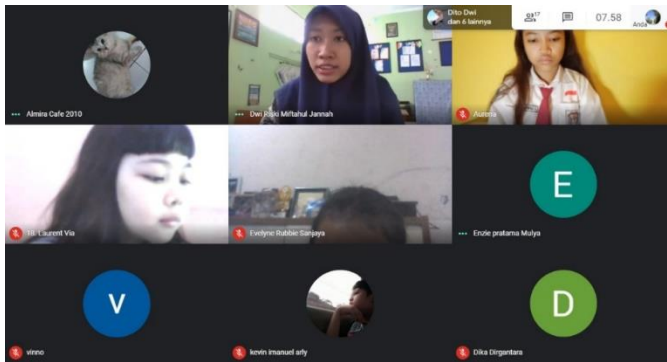 Dito Dwi
dan 6 lainnya
17
07.58
Anda
Almira Cafe 2010
Dwi Rizki Miftahul Jannah
Aurora
Laurent Via
Evelyne Rubbie Sanjaya
E
Enzie pratama Mulya
V
vinno
kevin imanuel arly
D
Dika Dirgantara